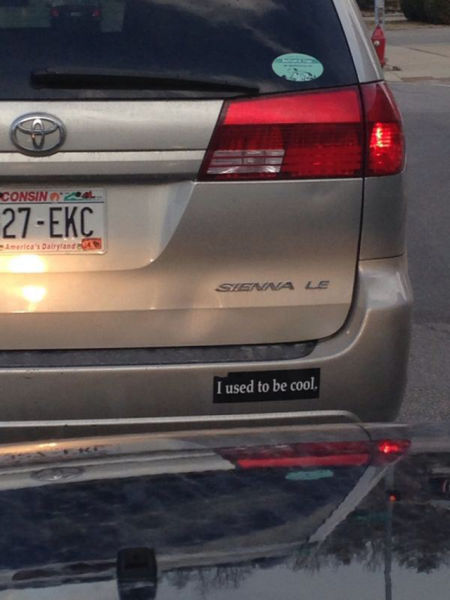 CONSIN
27-EKC
America's Dairyland
SIENNA LE
I used to be cool.